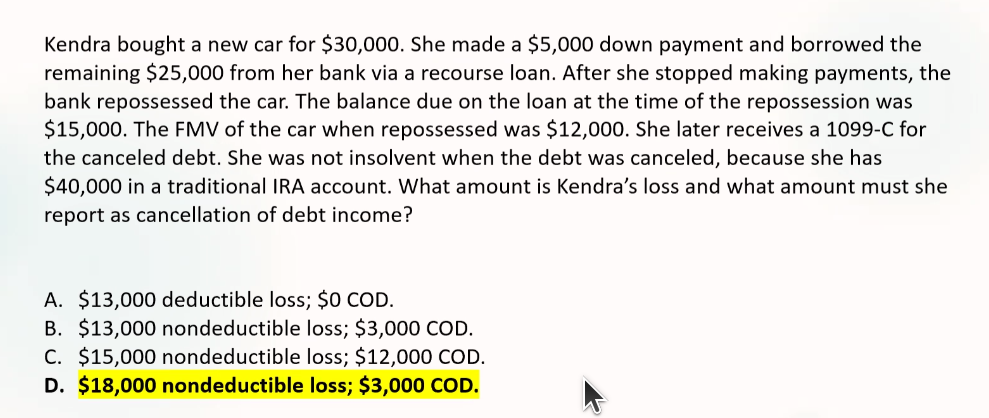 Kendra bought a new car for $30,000. She made a $5,000 down payment and borrowed the
remaining $25,000 from her bank via a recourse loan. After she stopped making payments, the
bank repossessed the car. The balance due on the loan at the time of the repossession was
$15,000. The FMV of the car when repossessed was $12,000. She later receives a 1099-C for
the canceled debt. She was not insolvent when the debt was canceled, because she has
$40,000 in a traditional IRA account. What amount is Kendra’s loss and what amount must she
report as cancellation of debt income?
A. $13,000 deductible loss; $0 COD.
B. $13,000 nondeductible loss; $3,000 COD.
C. $15,000 nondeductible loss; $12,000 COD.
D. $18,000 nondeductible loss; $3,000 COD.